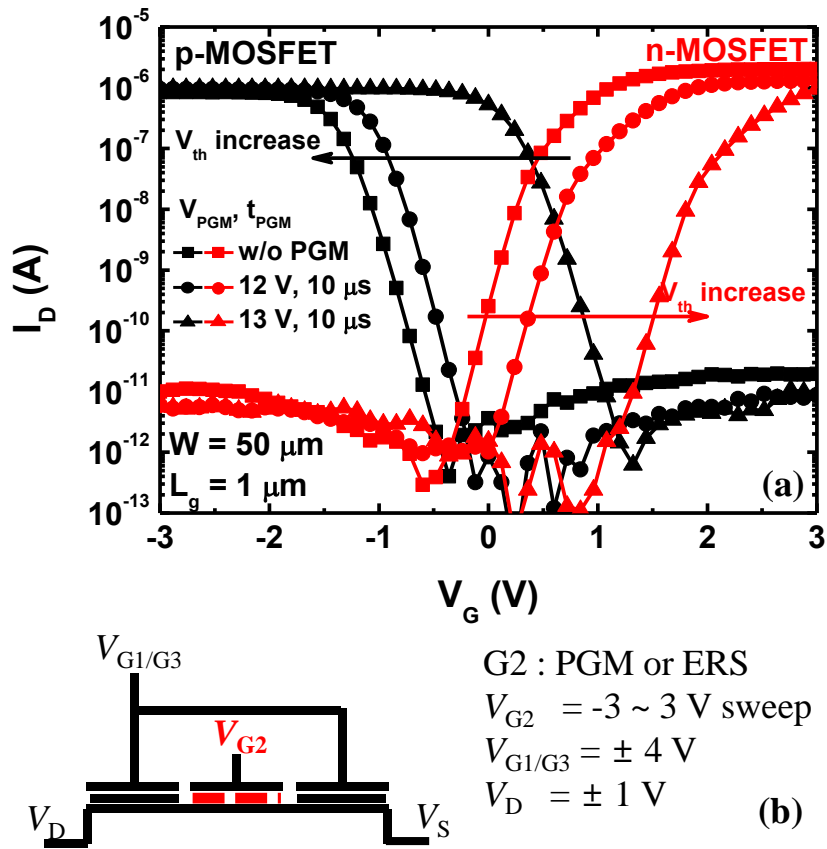 10⁻⁵
10⁻⁶
10⁻⁷
10⁻⁸
10⁻⁹
10⁻¹⁰
10⁻¹¹
10⁻¹²
10⁻¹³
I_D (A)
p-MOSFET
n-MOSFET
V_th increase
V_PGM, t_PGM
w/o PGM
12 V, 10 μs
13 V, 10 μs
V_th increase
W = 50 μm
L_g = 1 μm
(a)
-3 -2 -1 0 1 2 3
V_G (V)
V_G1/G3
V_G2
V_D
V_S
G2 : PGM or ERS
V_G2 = -3 ~ 3 V sweep
V_G1/G3 = ± 4 V
V_D = ± 1 V
(b)